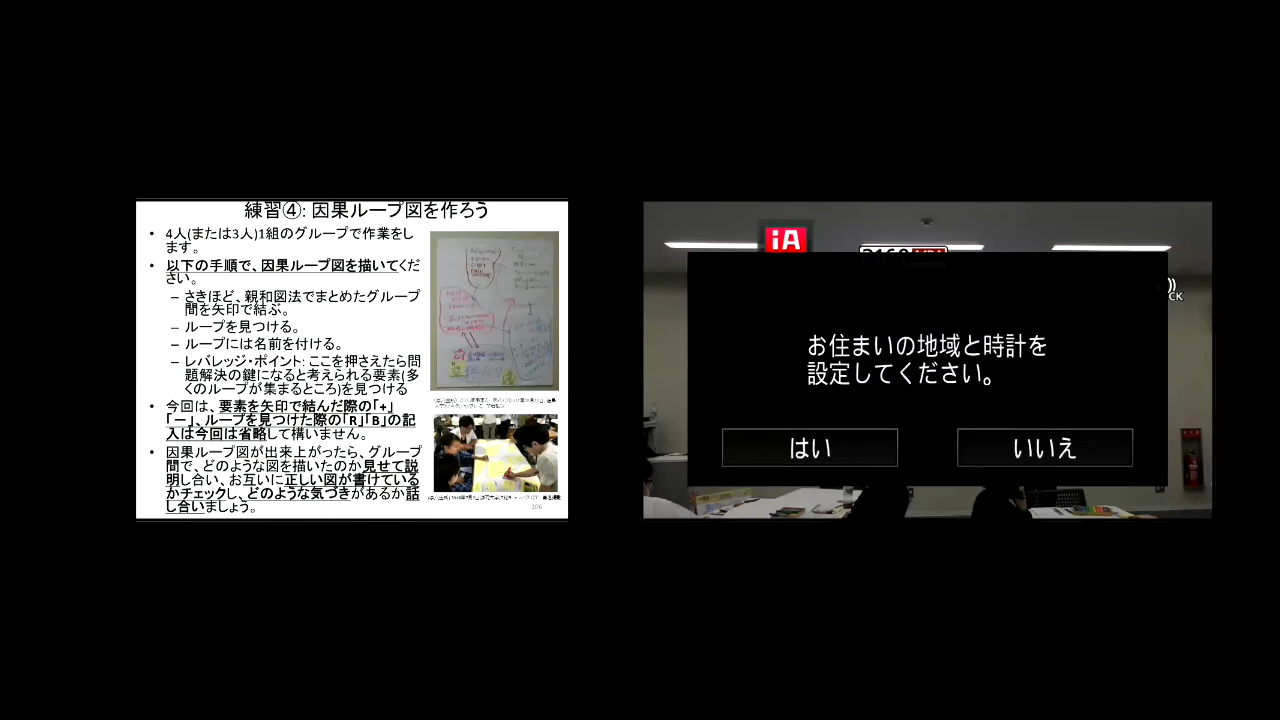 練習④: 因果ループ図を作ろう
• 4人(または3人)1組のグループで作業をし
ます。
• 以下の手順で、因果ループ図を描いてくだ
さい。
– さきほど、親和図法でまとめたグループ
間を矢印で結ぶ。
– ループを見つける。
– ループには名前を付ける。
– レバレッジ・ポイント: ここを押さえたら問
題解決の鍵になると考えられる要素(多
くのループが集まるところ)を見つける
• 今回は、要素を矢印で結んだ際の「+」
「－」、ループを見つけた際の「R」「B」の記
入は今回は省略して構いません。
• 因果ループ図が出来上がったら、グループ
間で、どのような図を描いたのか見せて説
明し合い、お互いに正しい図が書けている
かチェックし、どのような気づきがあるか話
し合いましょう。
106
iA
お住まいの地域と時計を
設定してください。
はい
いいえ